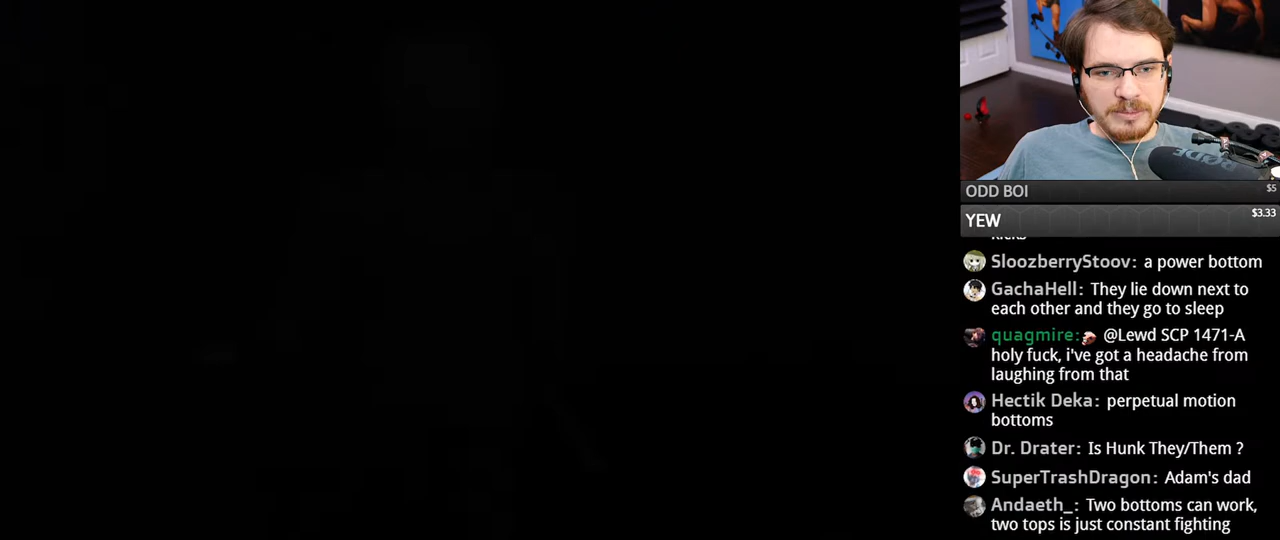 RODE
ODD BOI $5
YEW $3.33
SloozberryStoov: a power bottom
GachaHell: They lie down next to
each other and they go to sleep
quagmire: @Lewd SCP 1471-A
holy fuck, i've got a headache from
laughing from that
Hectik Deka: perpetual motion
bottoms
Dr. Drater: Is Hunk They/Them ?
SuperTrashDragon: Adam's dad
Andaeth_: Two bottoms can work,
two tops is just constant fighting